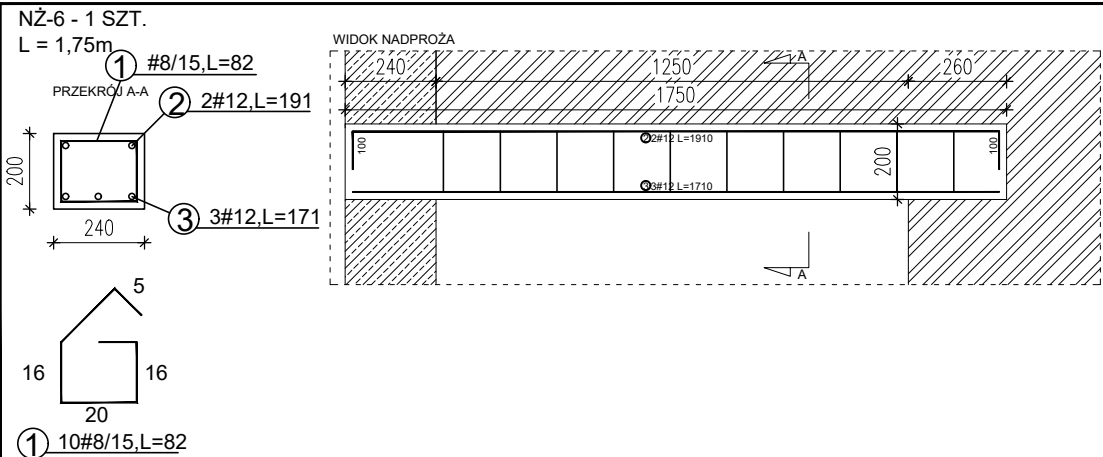 NŻ-6 - 1 SZT.
L = 1,75m
1 #8/15,L=82
PRZEKRÓJ A-A
2 2#12,L=191
200
240
3 3#12,L=171
5
16
16
20
1 10#8/15,L=82
WIDOK NADPROŻA
240
1250
260
1750
A
100
2 2#12 L=1910
200
100
3 3#12 L=1710
A